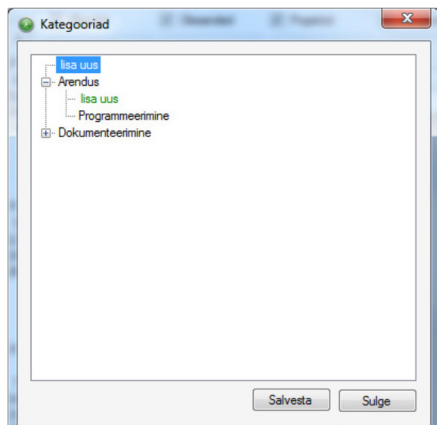 Kategooriad
lisa uus
Arendus
lisa uus
Programmeerimine
Dokumenteerimine
Salvesta
Sulge